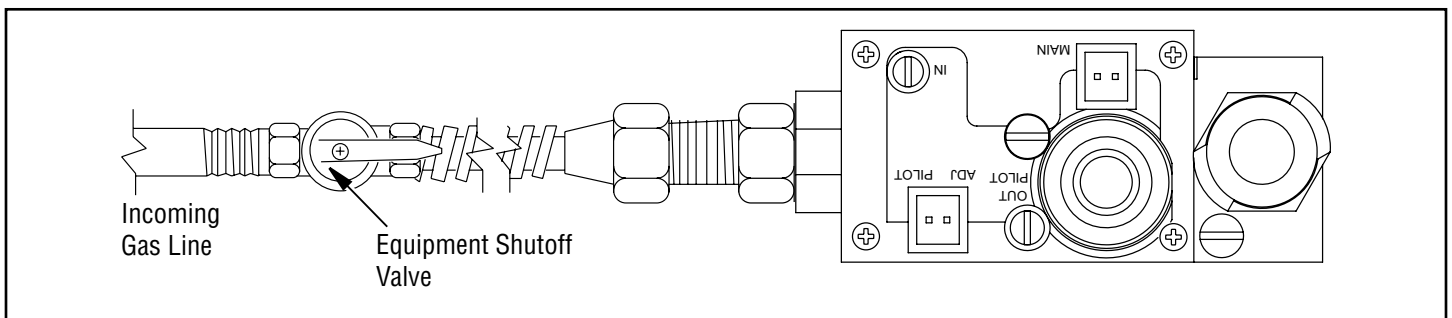 MAIN
IN
PILOT ADJ
PILOT
OUT
Incoming
Gas Line
Equipment Shutoff
Valve